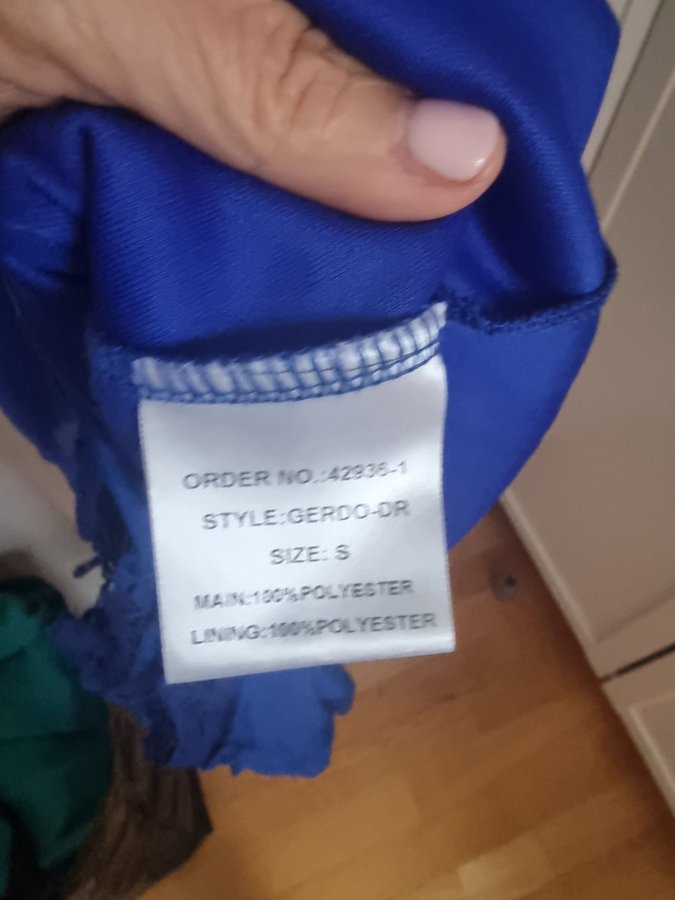 ORDER NO.:42936-1
STYLE:GERDO-DR
SIZE: S
MAIN:100%POLYESTER
LINING:100%POLYESTER